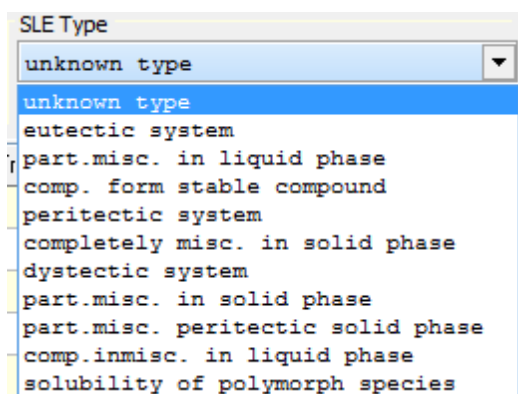 SLE Type
unknown type
unknown type
eutectic system
part.misc. in liquid phase
comp. form stable compound
peritectic system
completely misc. in solid phase
dystectic system
part.misc. in solid phase
part.misc. peritectic solid phase
comp.inmisc. in liquid phase
solubility of polymorph species